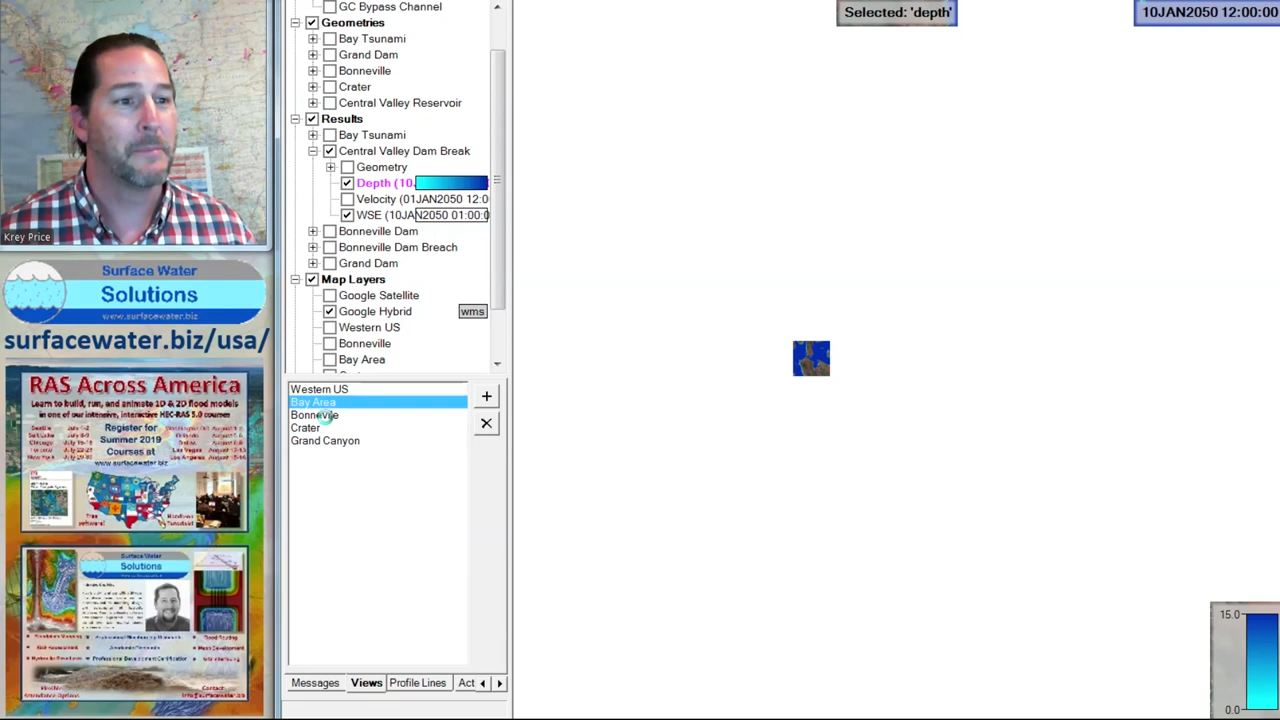 Krey Price
Surface Water
Solutions
www.surfacewater.biz
surfacewater.biz/usa/
RAS Across America
Learn to build, run, and animate 1D & 2D flood models
in one of our intensive, interactive HEC-RAS 5.0 courses
Register for
Summer 2019
Courses at
www.surfacewater.biz
Surface Water
Solutions
GC Bypass Channel
Geometries
Bay Tsunami
Grand Dam
Bonneville
Crater
Central Valley Reservoir
Results
Bay Tsunami
Central Valley Dam Break
Geometry
Depth (10.
Velocity (01JAN2050 12:0
WSE (10JAN2050 01:00:0
Bonneville Dam
Bonneville Dam Breach
Grand Dam
Map Layers
Google Satellite
Google Hybrid wms
Western US
Bonneville
Bay Area
Western US
Bay Area
Bonneville
Crater
Grand Canyon
Messages Views Profile Lines Act
Selected: 'depth'
10JAN2050 12:00:00
15.0
0.0